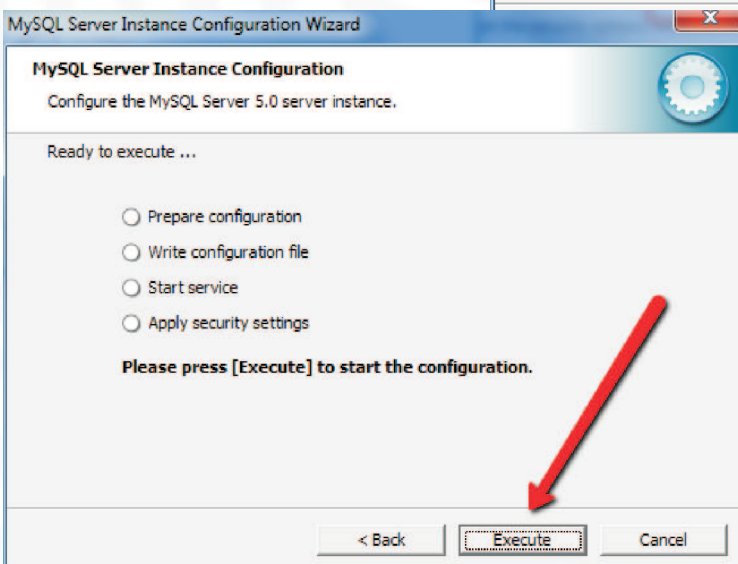 MySQL Server Instance Configuration Wizard
MySQL Server Instance Configuration
Configure the MySQL Server 5.0 server instance.
Ready to execute ...
Prepare configuration
Write configuration file
Start service
Apply security settings
Please press [Execute] to start the configuration.
< Back Execute Cancel